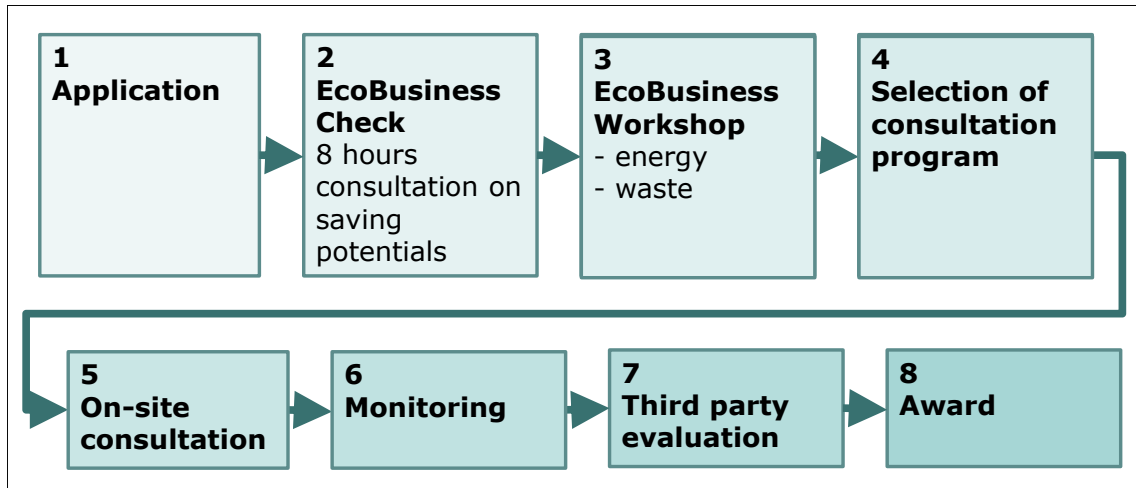 1
Application
2
EcoBusiness
Check
8 hours
consultation on
saving
potentials
3
EcoBusiness
Workshop
- energy
- waste
4
Selection of
consultation
program
5
On-site
consultation
6
Monitoring
7
Third party
evaluation
8
Award